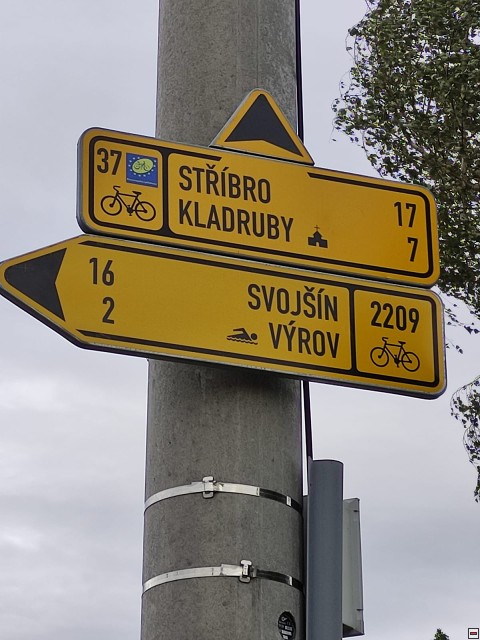 37
STŘÍBRO 17
KLADRUBY 7
16 SVOJŠÍN 2209
2 VÝROV